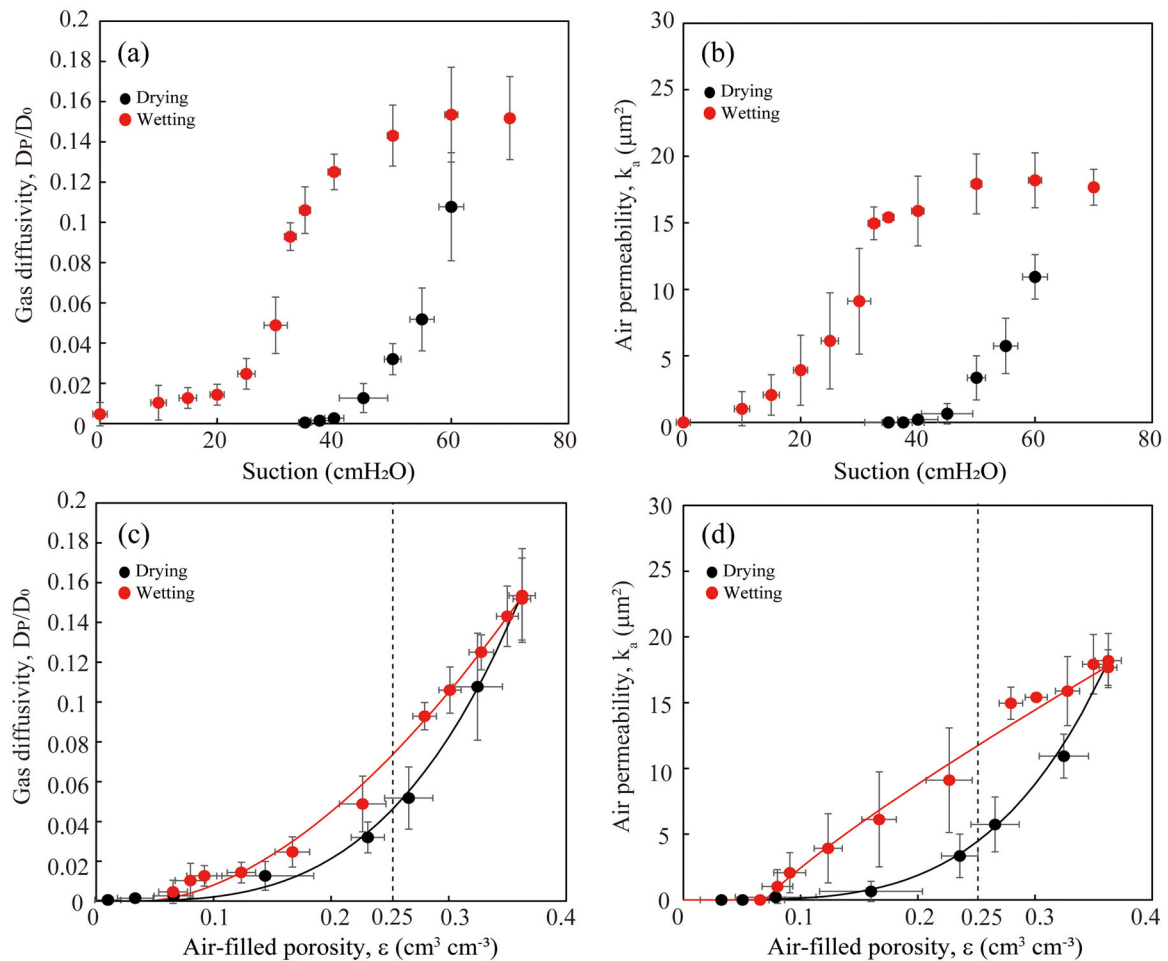 (a)
Drying
Wetting
Gas diffusivity, Dp/D₀
0.2
0.18
0.16
0.14
0.12
0.1
0.08
0.06
0.04
0.02
0
0 20 40 60 80
Suction (cmH₂O)
(b)
Drying
Wetting
Air permeability, kₐ (µm²)
30
25
20
15
10
5
0
0 20 40 60 80
Suction (cmH₂O)
(c)
Drying
Wetting
Gas diffusivity, Dp/D₀
0.2
0.18
0.16
0.14
0.12
0.1
0.08
0.06
0.04
0.02
0
0 0.1 0.2 0.25 0.3 0.4
Air-filled porosity, ε (cm³ cm⁻³)
(d)
Drying
Wetting
Air permeability, kₐ (µm²)
30
25
20
15
10
5
0
0 0.1 0.2 0.25 0.3 0.4
Air-filled porosity, ε (cm³ cm⁻³)